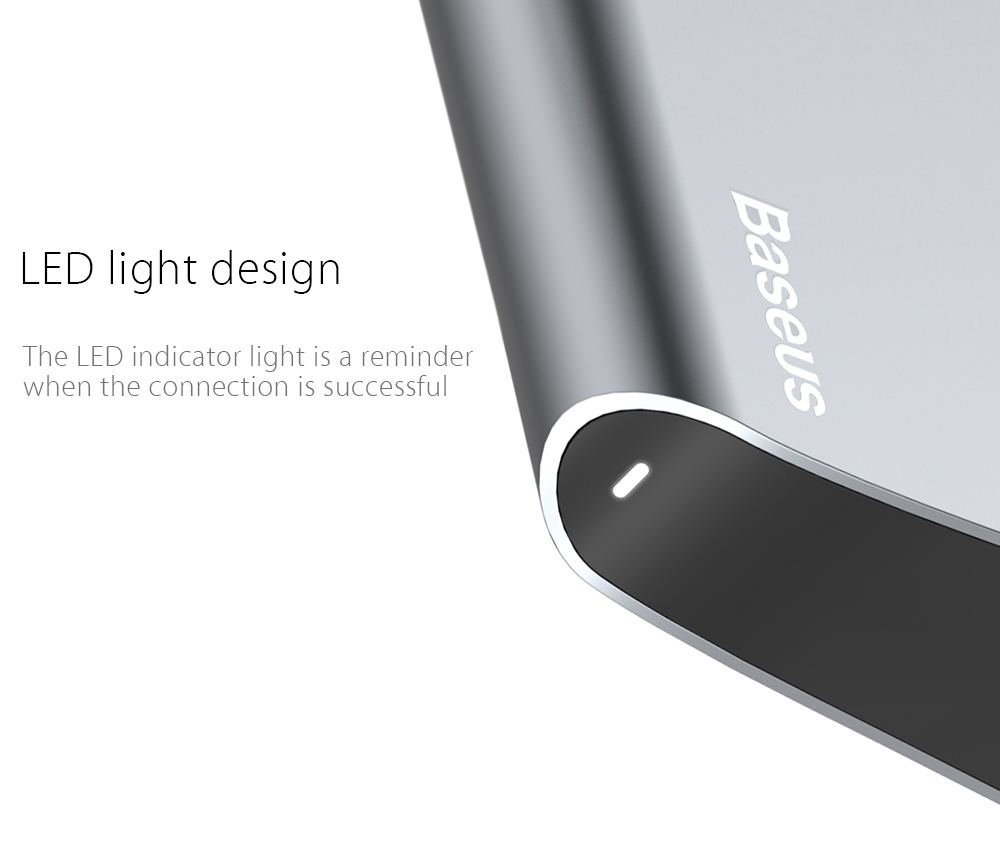 LED light design
The LED indicator light is a reminder
when the connection is successful
Baseus